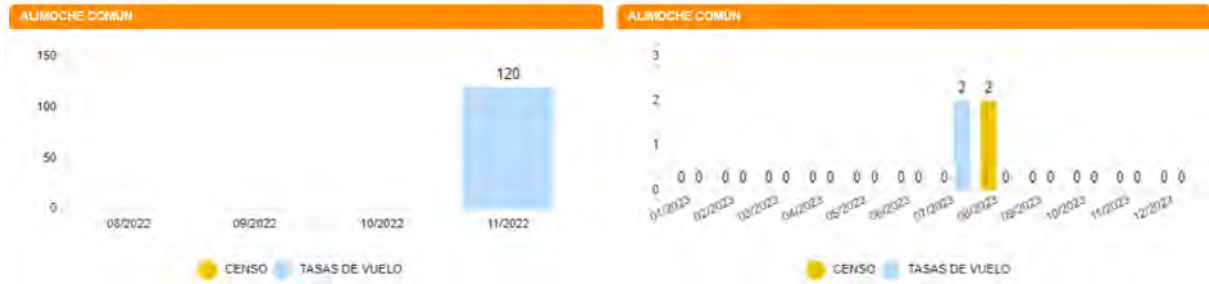 ALIMOCHE COMÚN
150
120
100
50
0
08/2022 09/2022 10/2022 11/2022
CENSO TASAS DE VUELO
ALIMOCHE COMÚN
3
2 2
2
1
0 0 0 0 0 0 0 0 0 0 0 0 0 0 0 0 0 0 0 0 0 0
0
01/2023 02/2023 03/2023 04/2023 05/2023 06/2023 07/2023 08/2023 09/2023 10/2023 11/2023 12/2023
CENSO TASAS DE VUELO